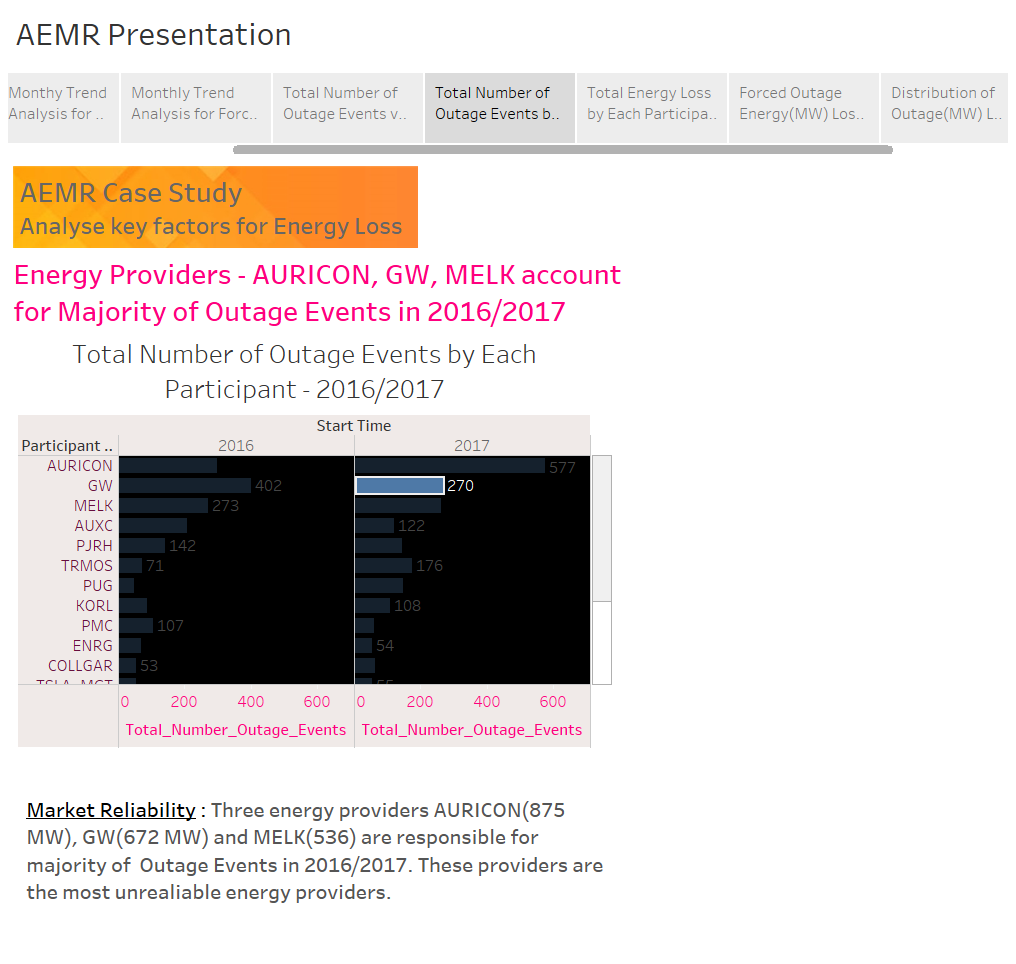 AEMR Presentation
Monthy Trend Analysis for ..
Monthly Trend Analysis for Forc..
Total Number of Outage Events v..
Total Number of Outage Events b..
Total Energy Loss by Each Participa..
Forced Outage Energy(MW) Los..
Distribution of Outage(MW) L..
AEMR Case Study
Analyse key factors for Energy Loss
Energy Providers - AURICON, GW, MELK account
for Majority of Outage Events in 2016/2017
Total Number of Outage Events by Each
Participant - 2016/2017
Start Time
Participant .. 2016 2017
AURICON 577
GW 402 270
MELK 273
AUXC 122
PJRH 142
TRMOS 71 176
PUG
KORL 108
PMC 107
ENRG 54
COLLGAR 53
TSLA_MGT 55
0 200 400 600 0 200 400 600
Total_Number_Outage_Events Total_Number_Outage_Events
Market Reliability : Three energy providers AURICON(875
MW), GW(672 MW) and MELK(536) are responsible for
majority of  Outage Events in 2016/2017. These providers are
the most unrealiable energy providers.